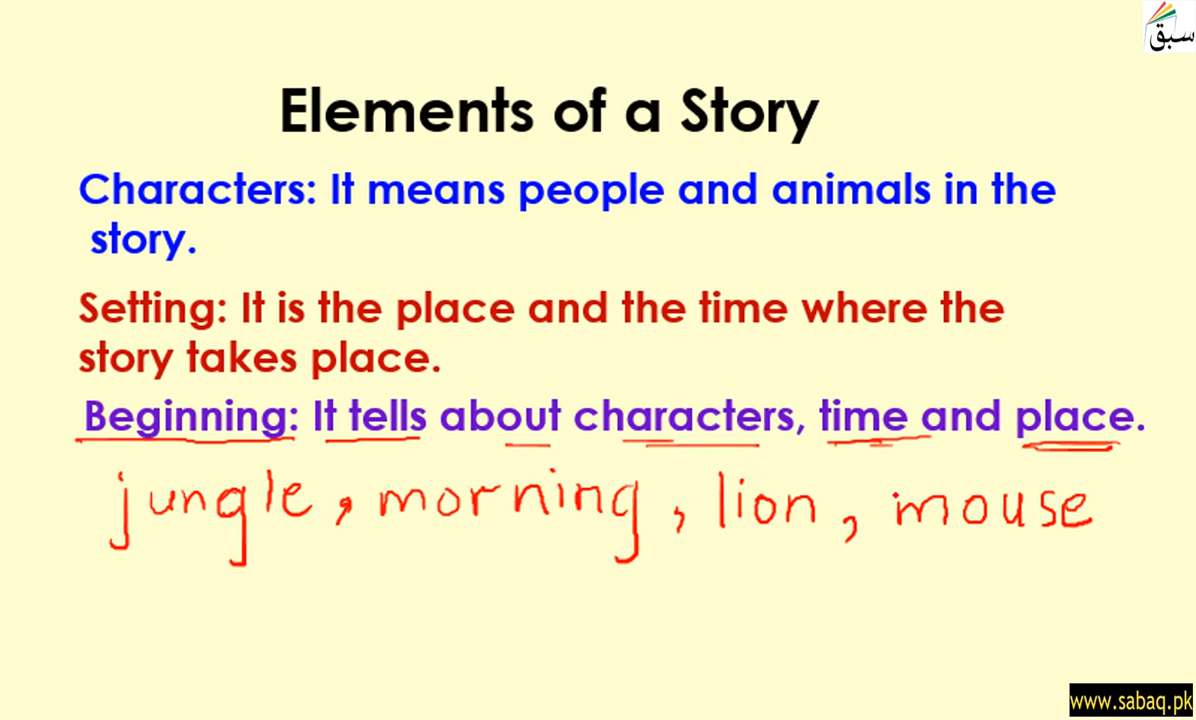 سبق
Elements of a Story
Characters: It means people and animals in the
story.
Setting: It is the place and the time where the
story takes place.
Beginning: It tells about characters, time and place.
jungle, morning, lion, mouse
www.sabaq.pk